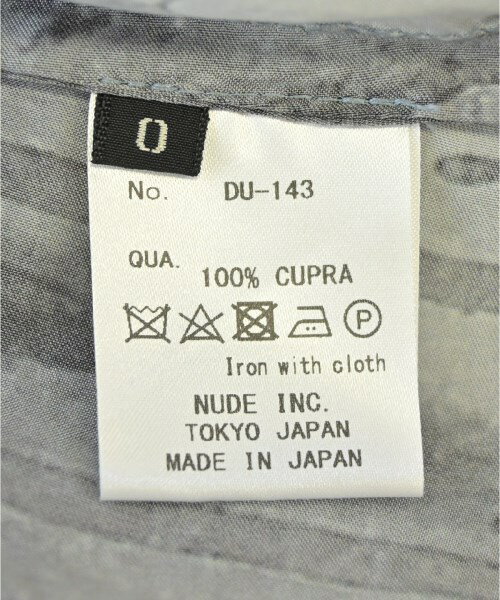 0
No. DU-143
QUA. 100% CUPRA
P
Iron with cloth
NUDE INC.
TOKYO JAPAN
MADE IN JAPAN